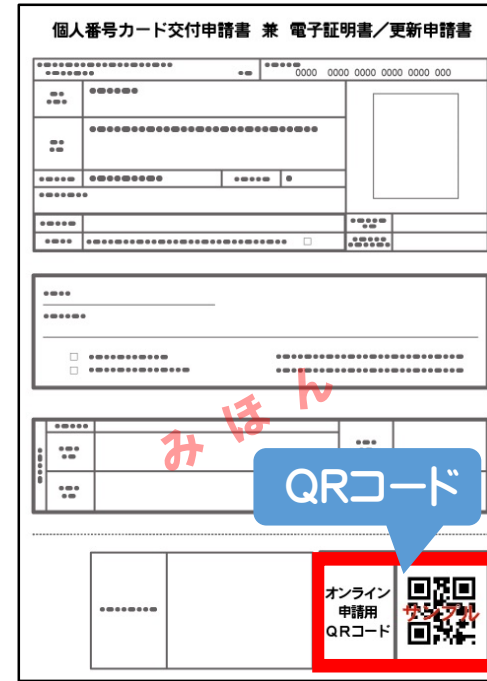 個人番号カード交付申請書 兼 電子証明書／更新申請書
0000 0000 0000 0000 0000 000
みほん
QRコード
オンライン
申請用
QRコード
サンプル